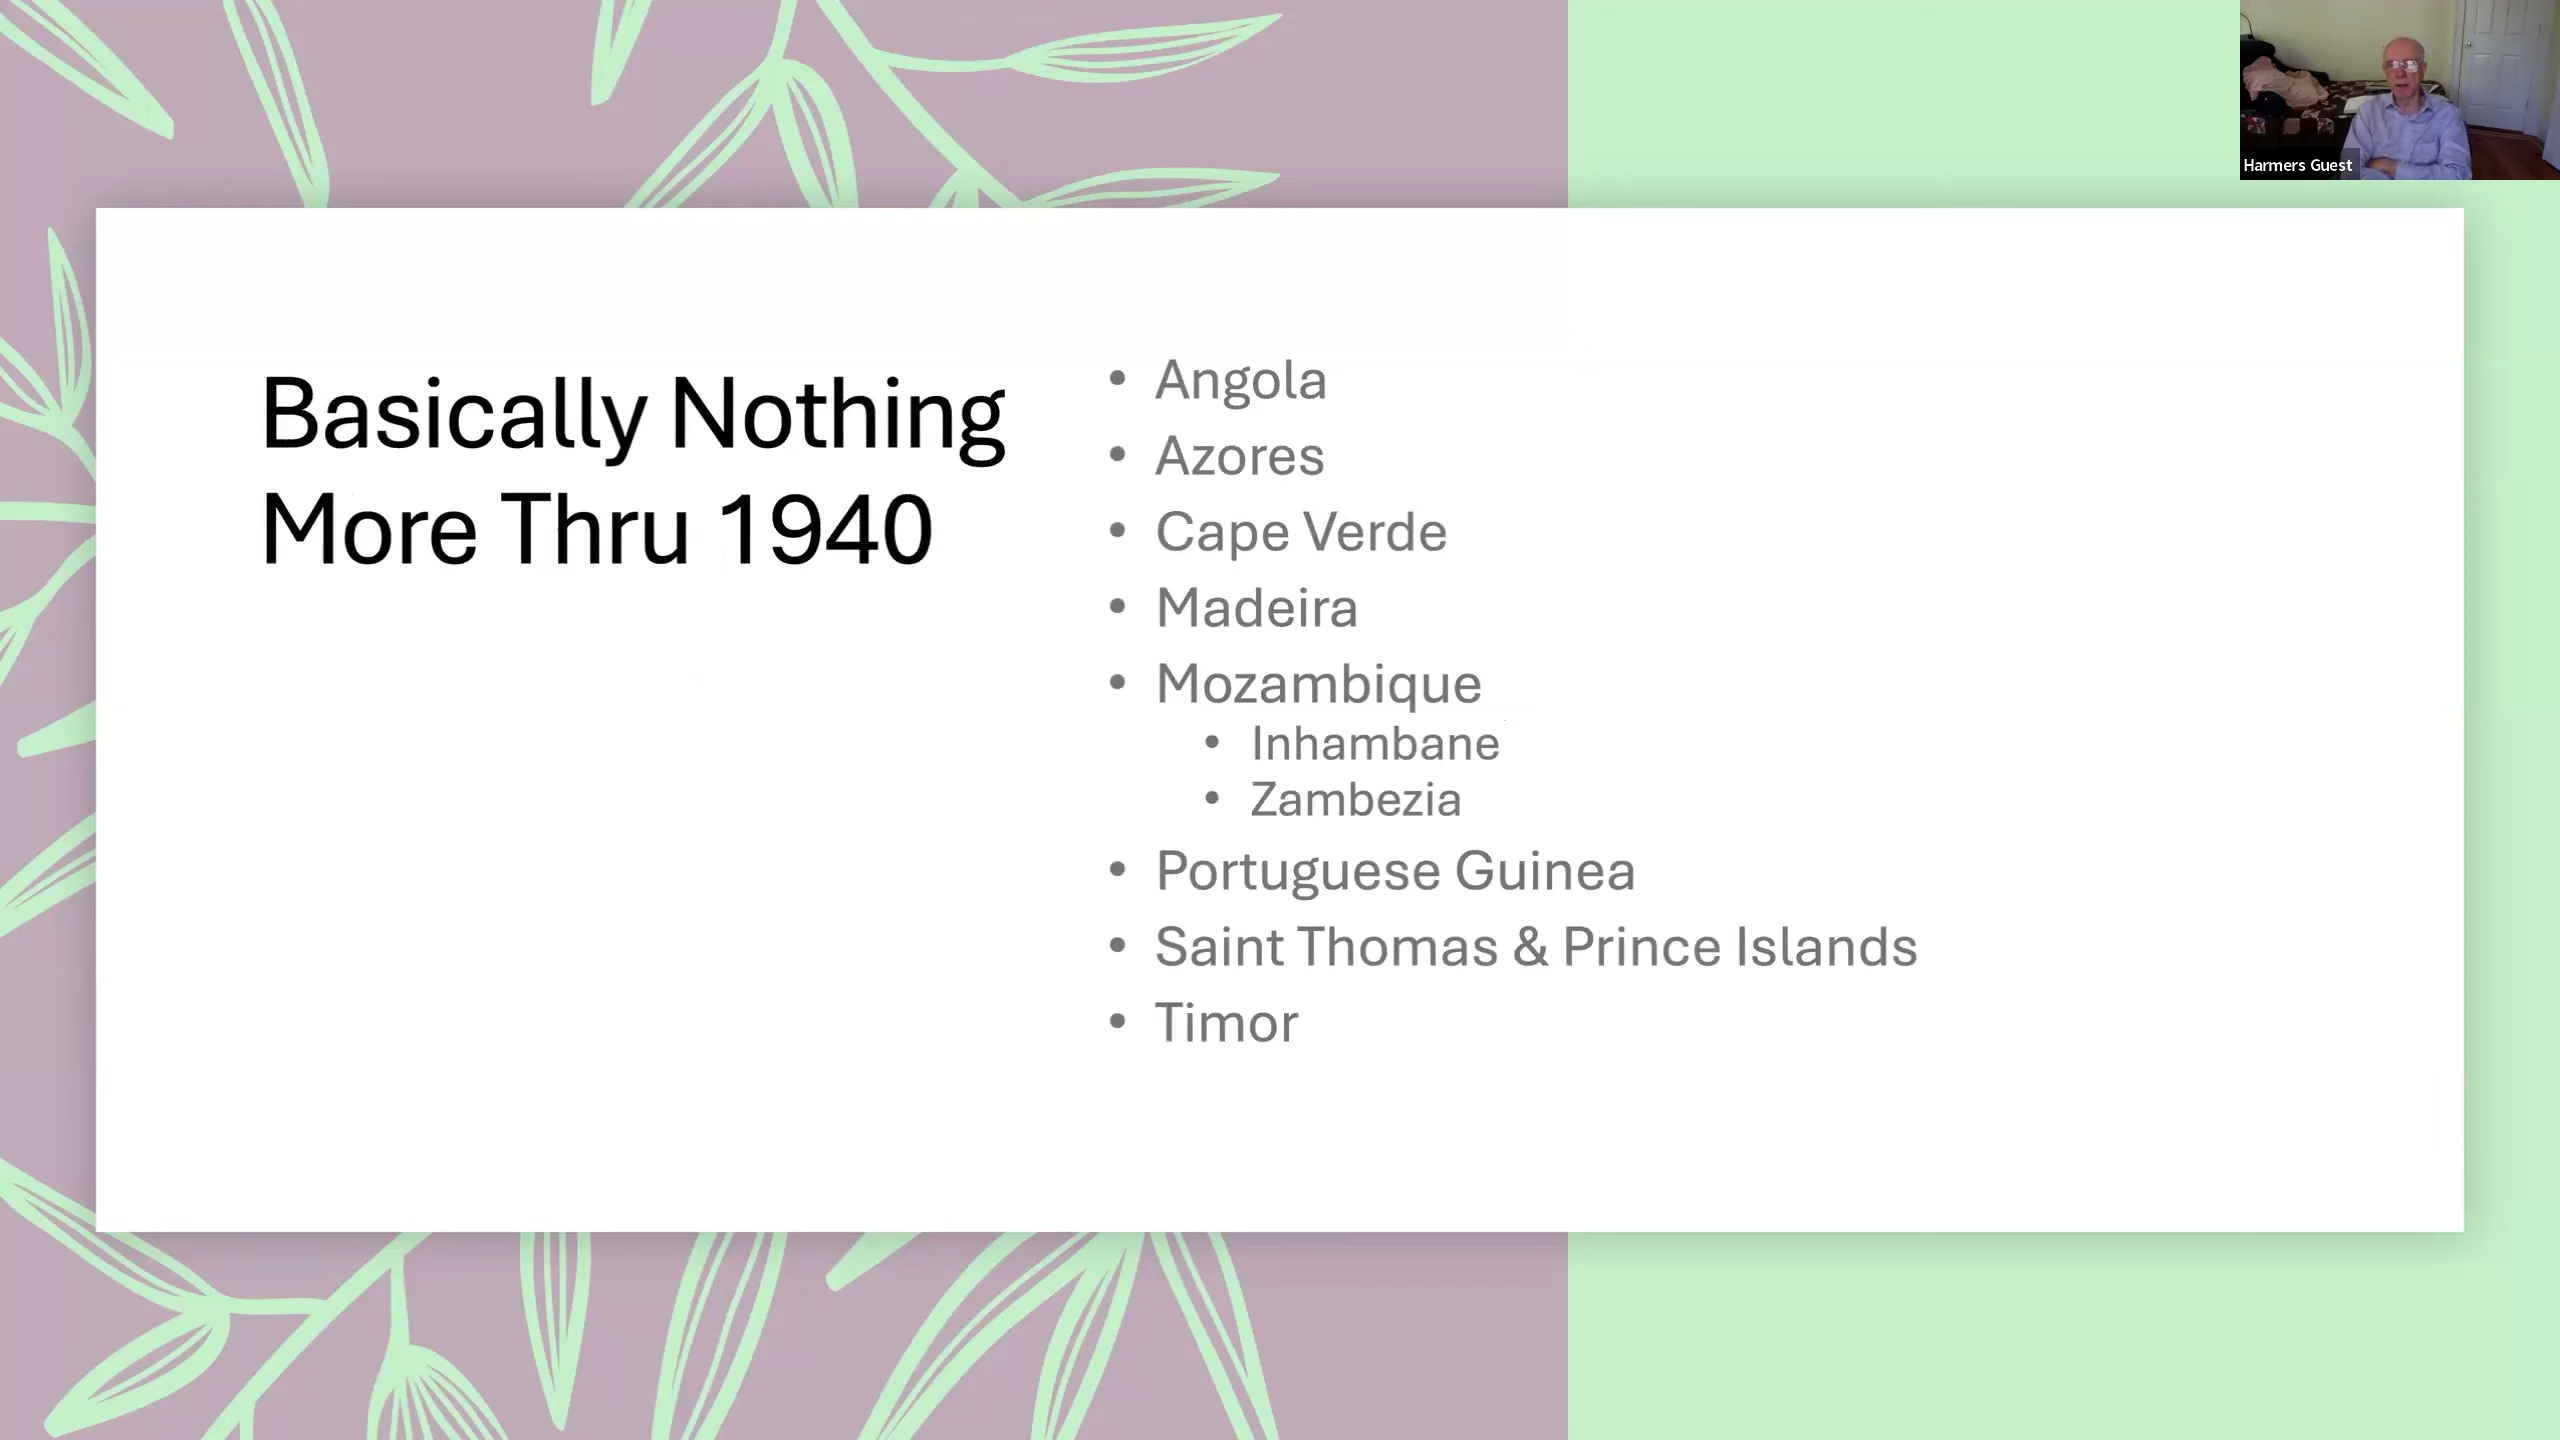 Harmers Guest
Basically Nothing
More Thru 1940
• Angola
• Azores
• Cape Verde
• Madeira
• Mozambique
• Inhambane
• Zambezia
• Portuguese Guinea
• Saint Thomas & Prince Islands
• Timor